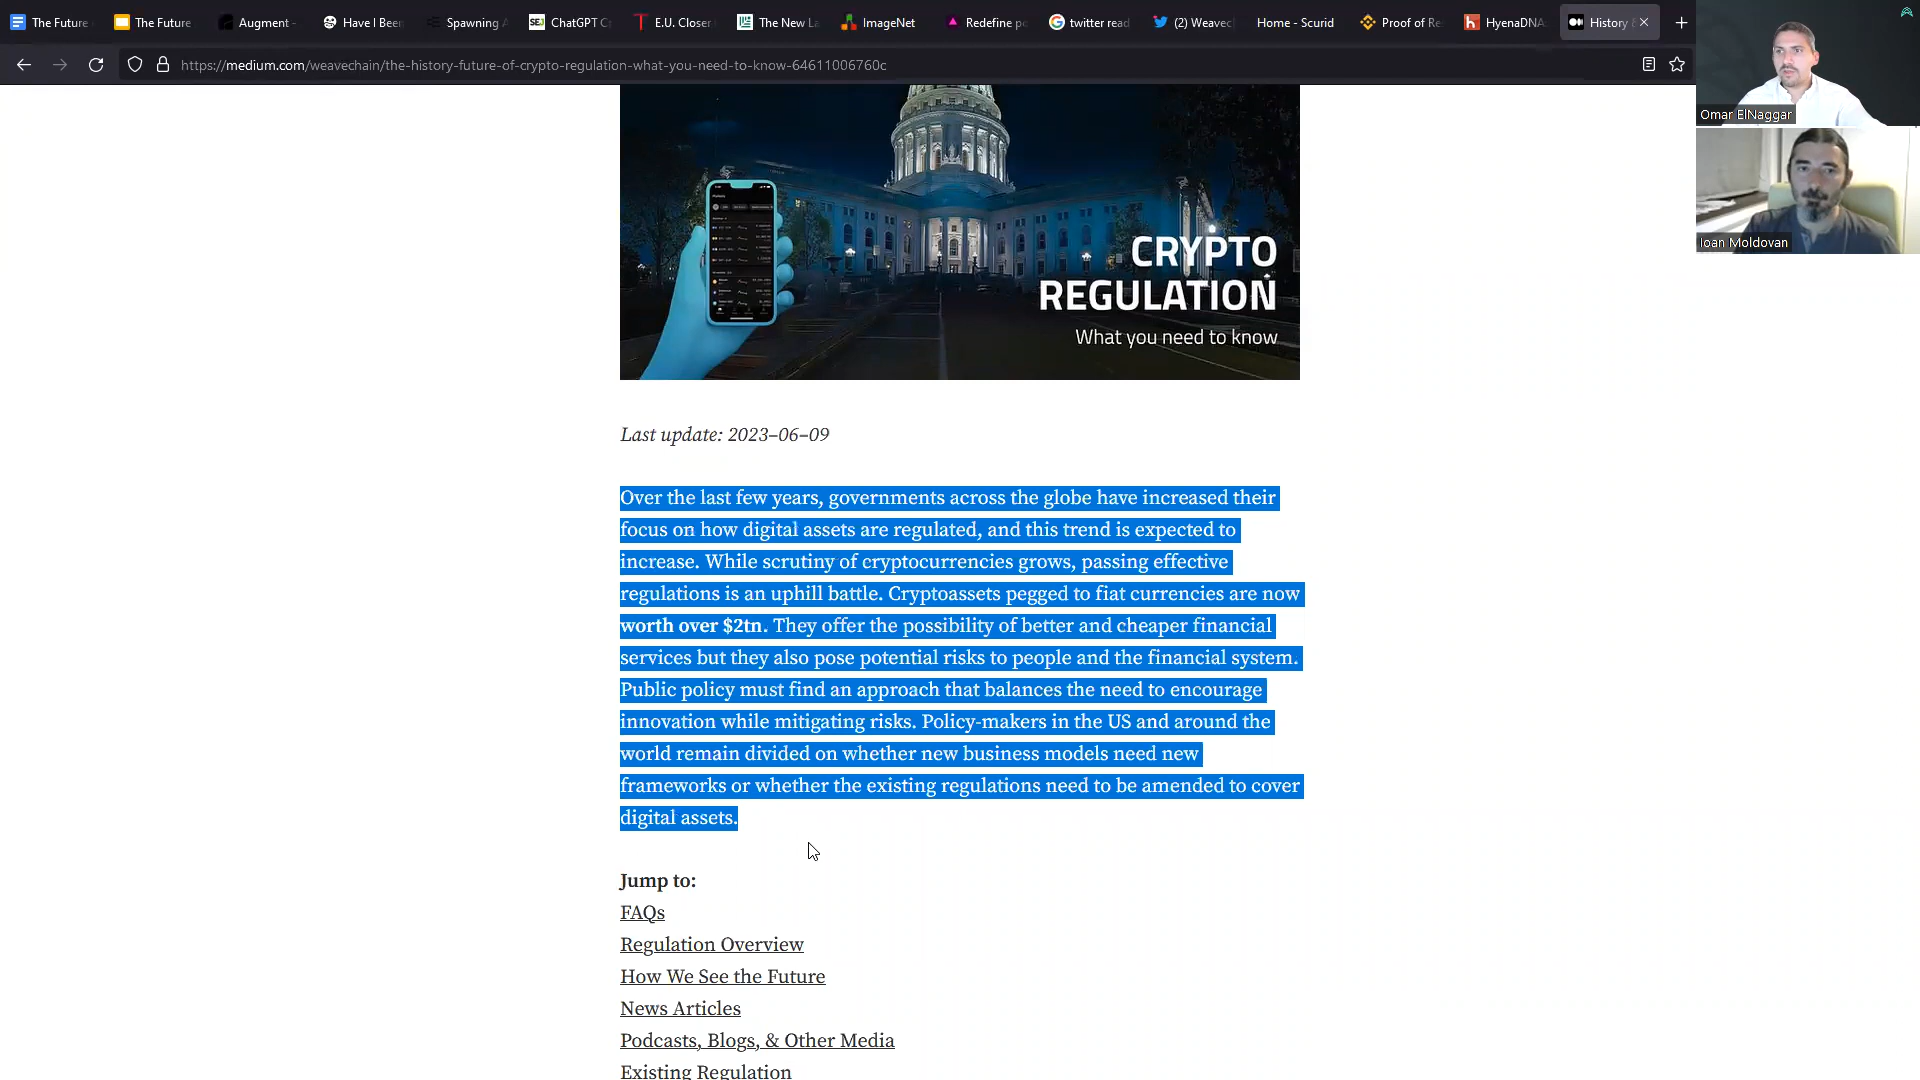 The Future
The Future
Augment -
Have I Been
Spawning
ChatGPT C
E.U. Closer
The New La
ImageNet
Redefine p
twitter read
(2) Weavec
Home - Scurid
Proof of Re
HyenaDNA
History &
https://medium.com/weavechain/the-history-future-of-crypto-regulation-what-you-need-to-know-64611006760c
Omar ElNaggar
Ioan Moldovan
CRYPTO
REGULATION
What you need to know
Last update: 2023–06–09
Over the last few years, governments across the globe have increased their
focus on how digital assets are regulated, and this trend is expected to
increase. While scrutiny of cryptocurrencies grows, passing effective
regulations is an uphill battle. Cryptoassets pegged to fiat currencies are now
worth over $2tn. They offer the possibility of better and cheaper financial
services but they also pose potential risks to people and the financial system.
Public policy must find an approach that balances the need to encourage
innovation while mitigating risks. Policy-makers in the US and around the
world remain divided on whether new business models need new
frameworks or whether the existing regulations need to be amended to cover
digital assets.
Jump to:
FAQs
Regulation Overview
How We See the Future
News Articles
Podcasts, Blogs, & Other Media
Existing Regulation